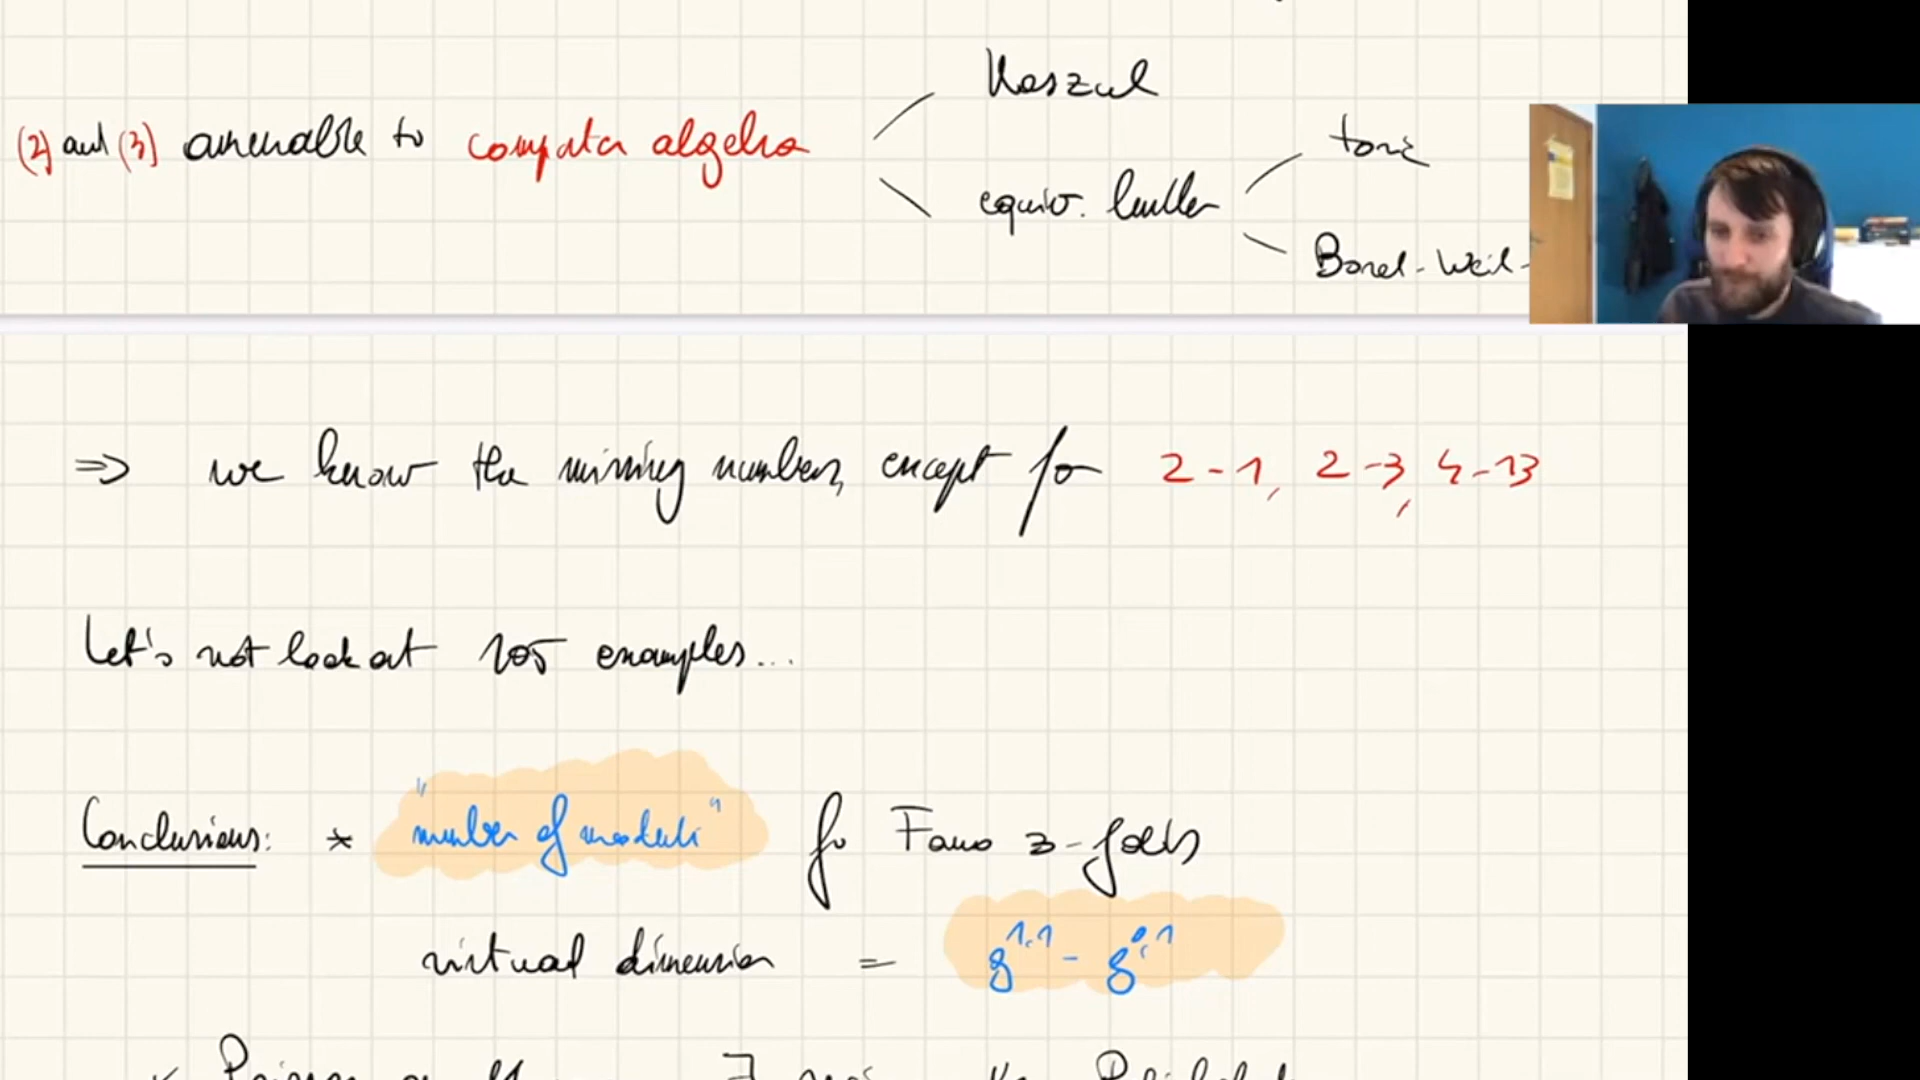 Koszul
(2) and (3) amenable to computer algebra
toric
equiv. bundles
Borel-Weil-
⇒ we know the missing numbers, except for 2-1, 2-3, 4-13
Let's not look at 105 examples...
Conclusions: * "number of moduli" for Fano 3-folds
virtual dimension = g^{1,1} - g^{0,1}
* Poisson